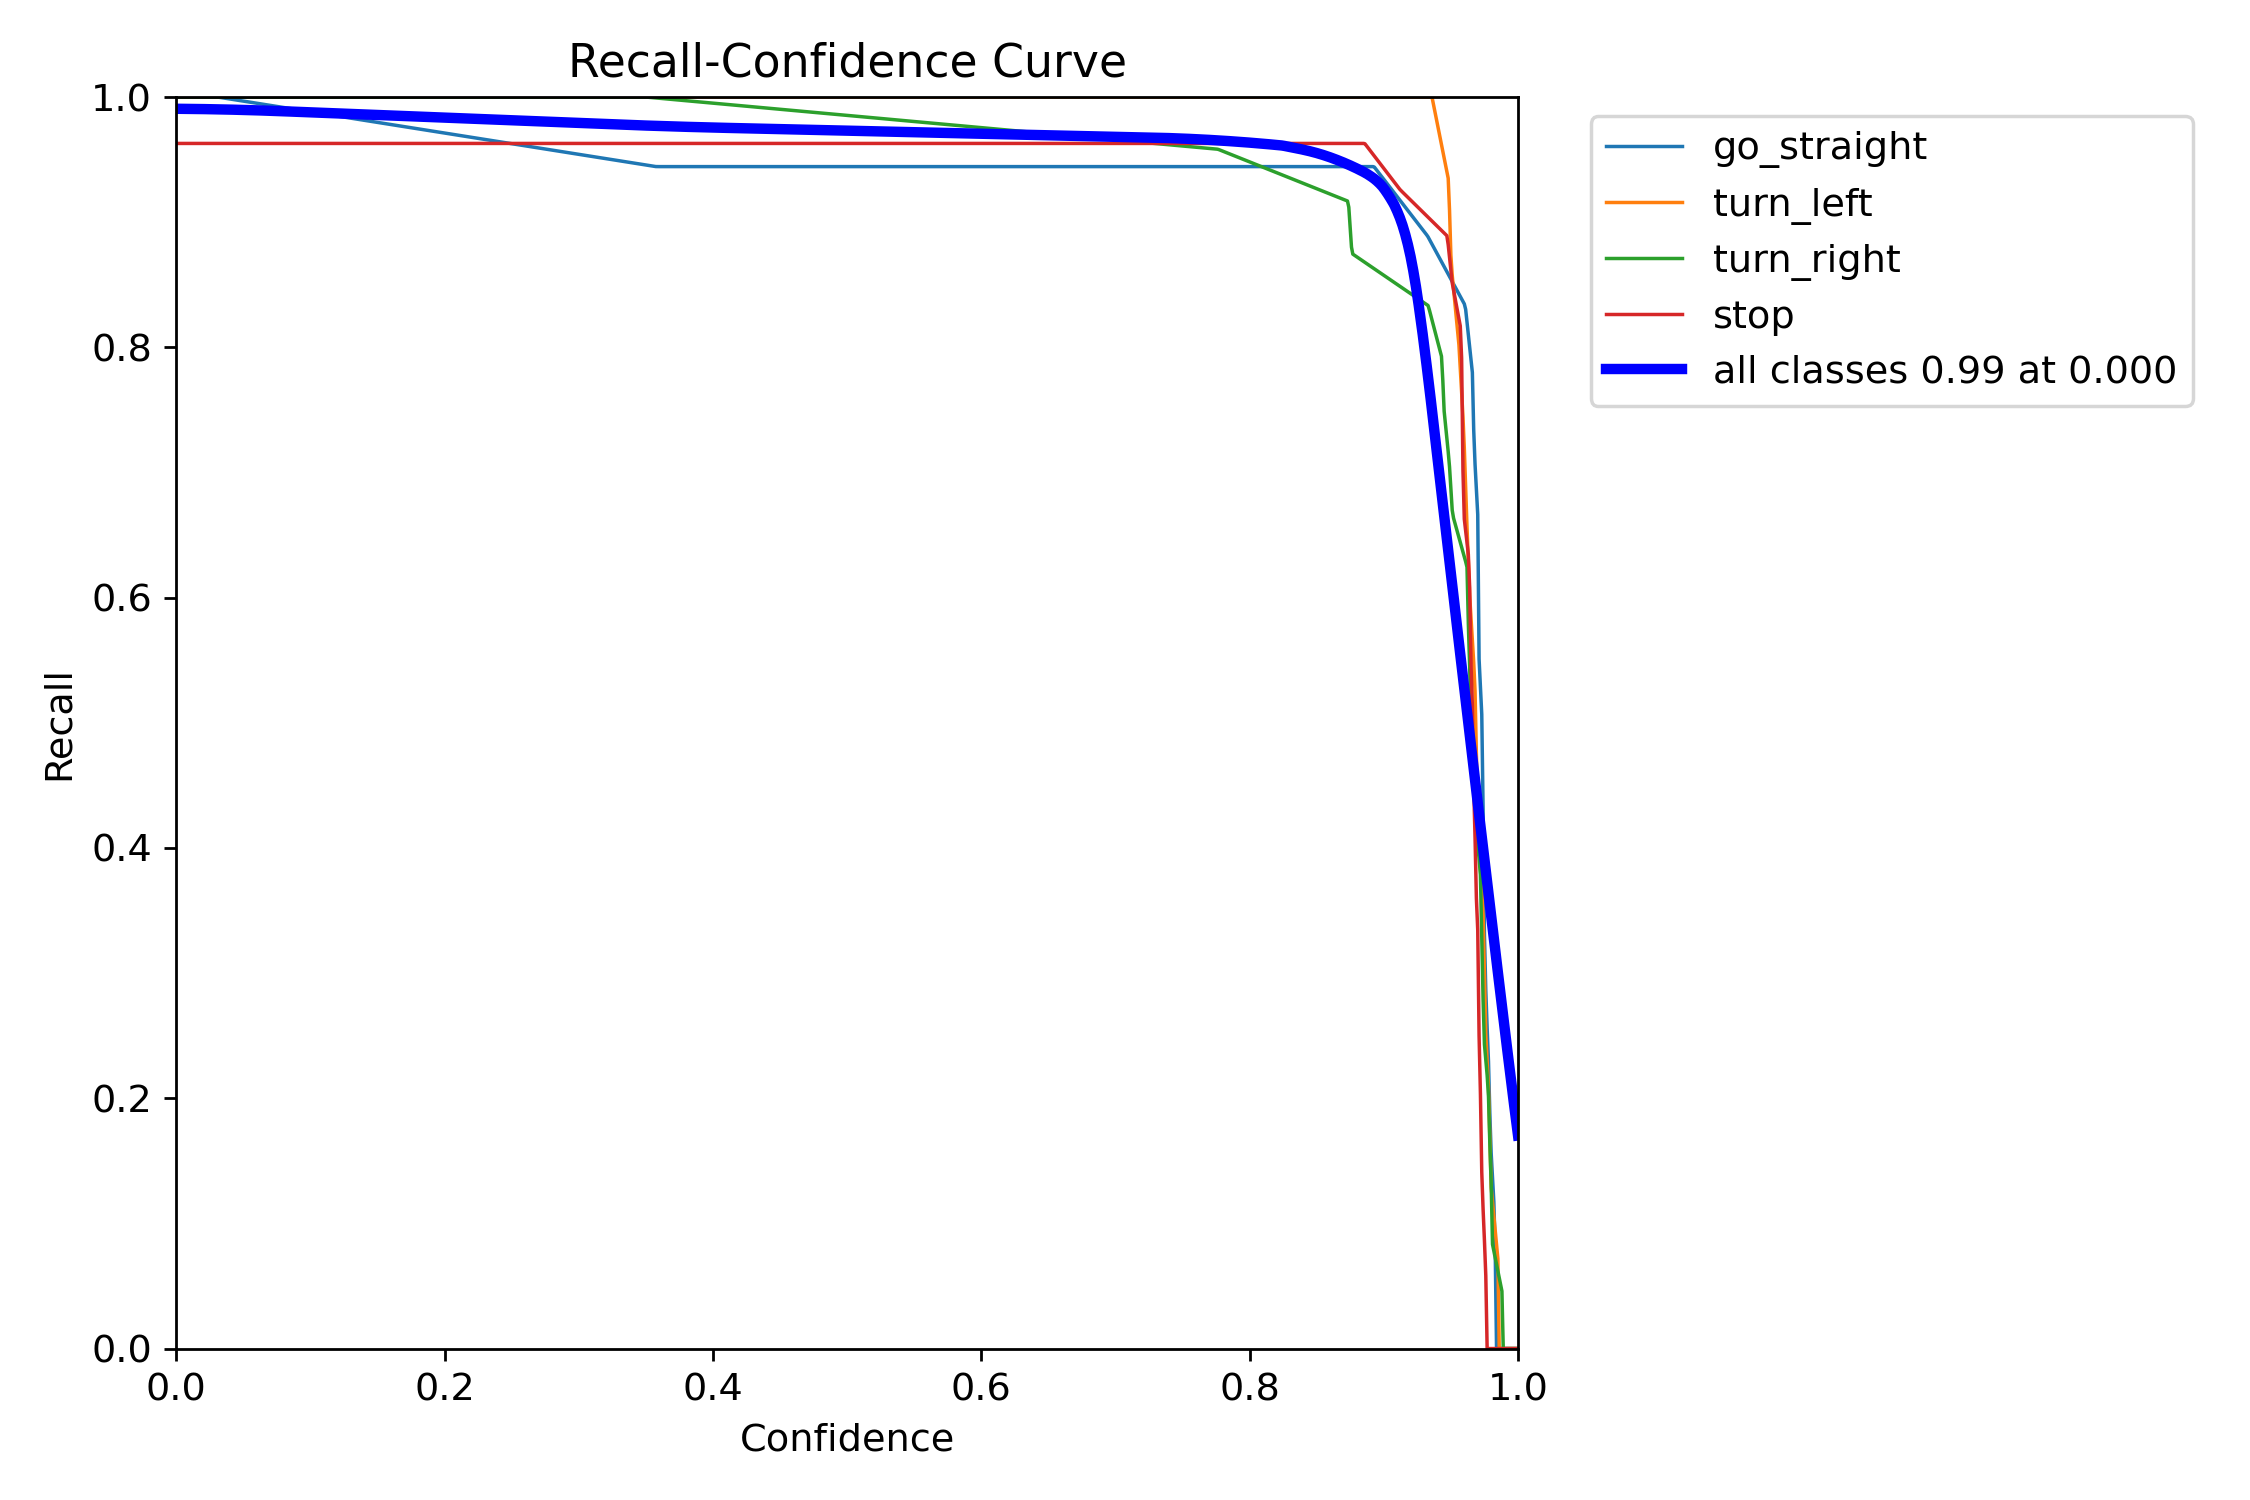 Recall-Confidence Curve
1.0
0.8
0.6
0.4
0.2
0.0
Recall
0.0 0.2 0.4 0.6 0.8 1.0
Confidence
go_straight
turn_left
turn_right
stop
all classes 0.99 at 0.000